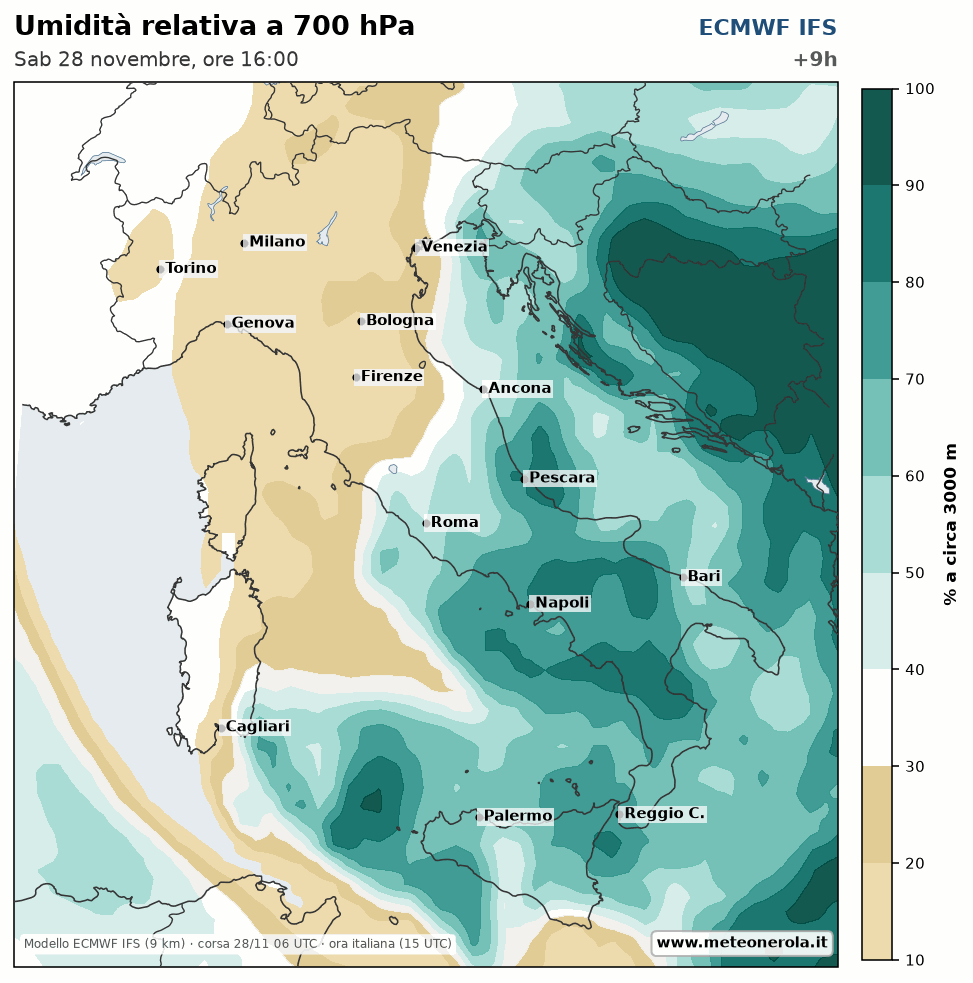 Umidità relativa a 700 hPa
ECMWF IFS
Sab 28 novembre, ore 16:00
+9h
100
90
80
70
60
50
40
30
20
10
% a circa 3000 m
Milano
Venezia
Torino
Genova
Bologna
Firenze
Ancona
Pescara
Roma
Bari
Napoli
Cagliari
Palermo
Reggio C.
Modello ECMWF IFS (9 km) · corsa 28/11 06 UTC · ora italiana (15 UTC)
www.meteonerola.it